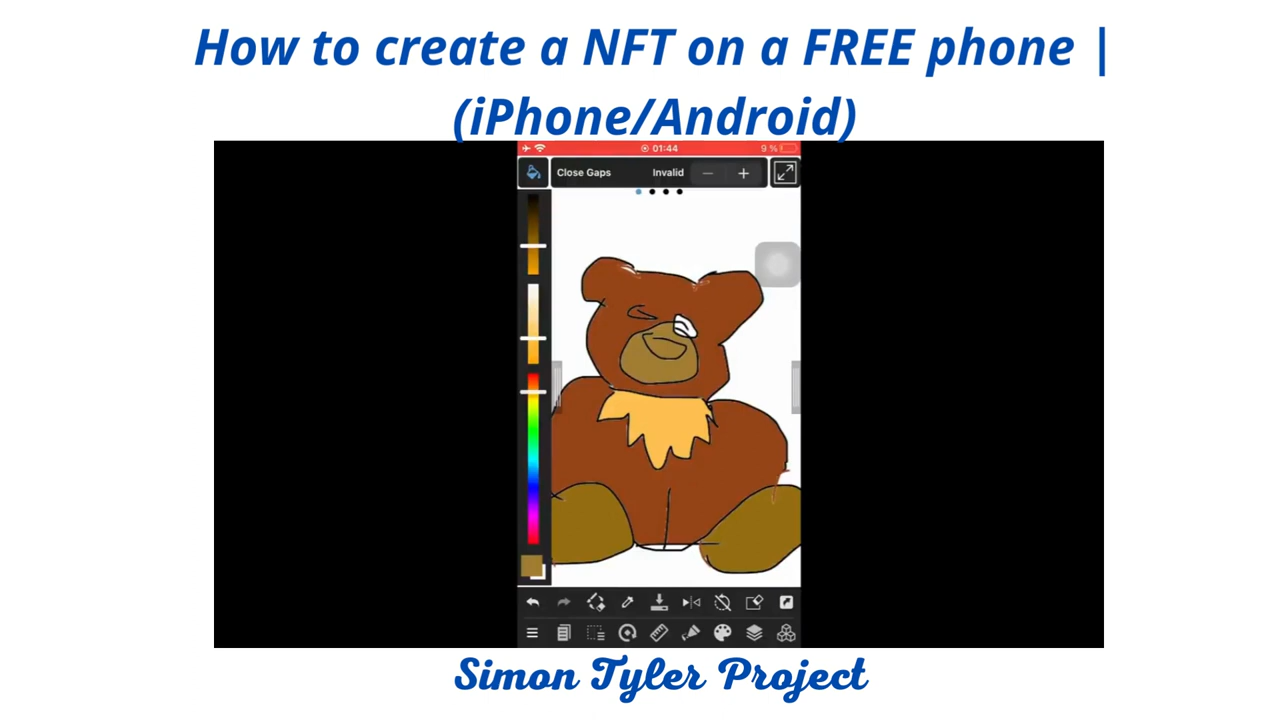 How to create a NFT on a FREE phone |
(iPhone/Android)
01:44
9 %
Close Gaps Invalid
Simon Tyler Project